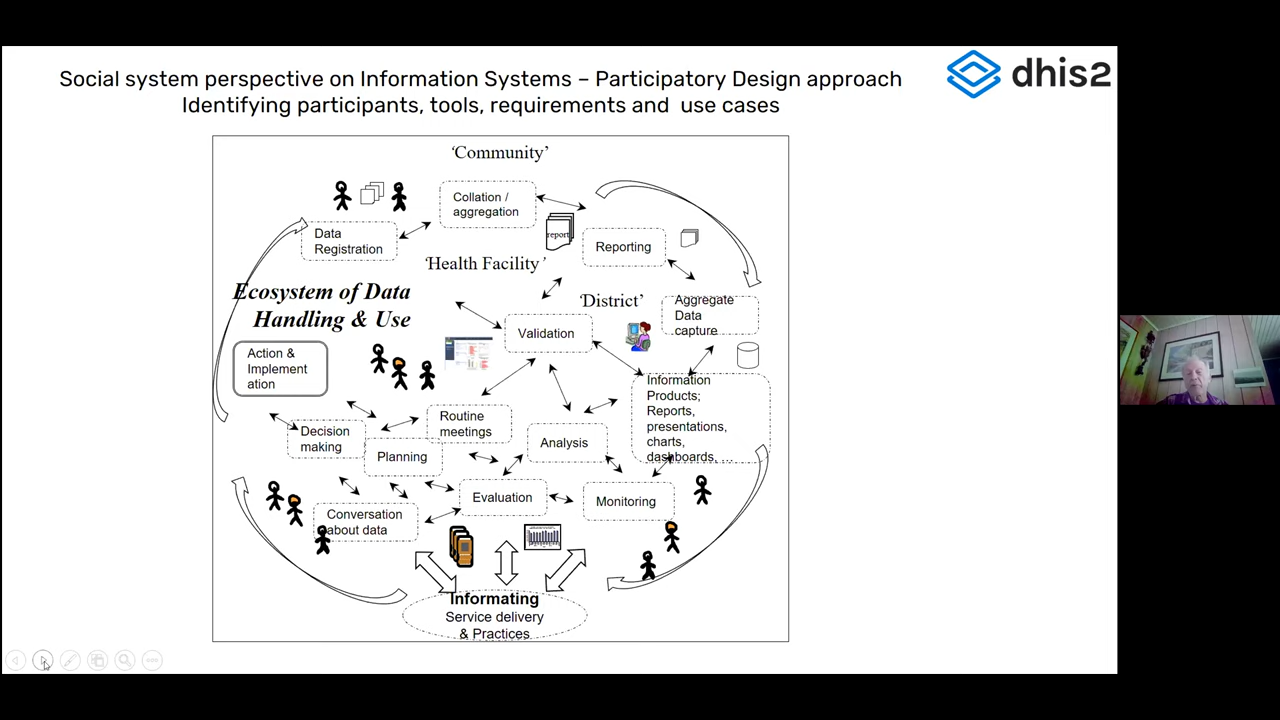 Social system perspective on Information Systems – Participatory Design approach
Identifying participants, tools, requirements and use cases
dhis2
'Community'
Collation /
aggregation
Data
Registration
report
Reporting
'Health Facility'
'District'
Ecosystem of Data
Handling & Use
Aggregate
Data
capture
Validation
Action &
Implement
ation
Information
Products;
Reports,
presentations,
charts,
dashboards, ...
Routine
meetings
Decision
making
Analysis
Planning
Evaluation
Monitoring
Conversation
about data
Informating
Service delivery
& Practices